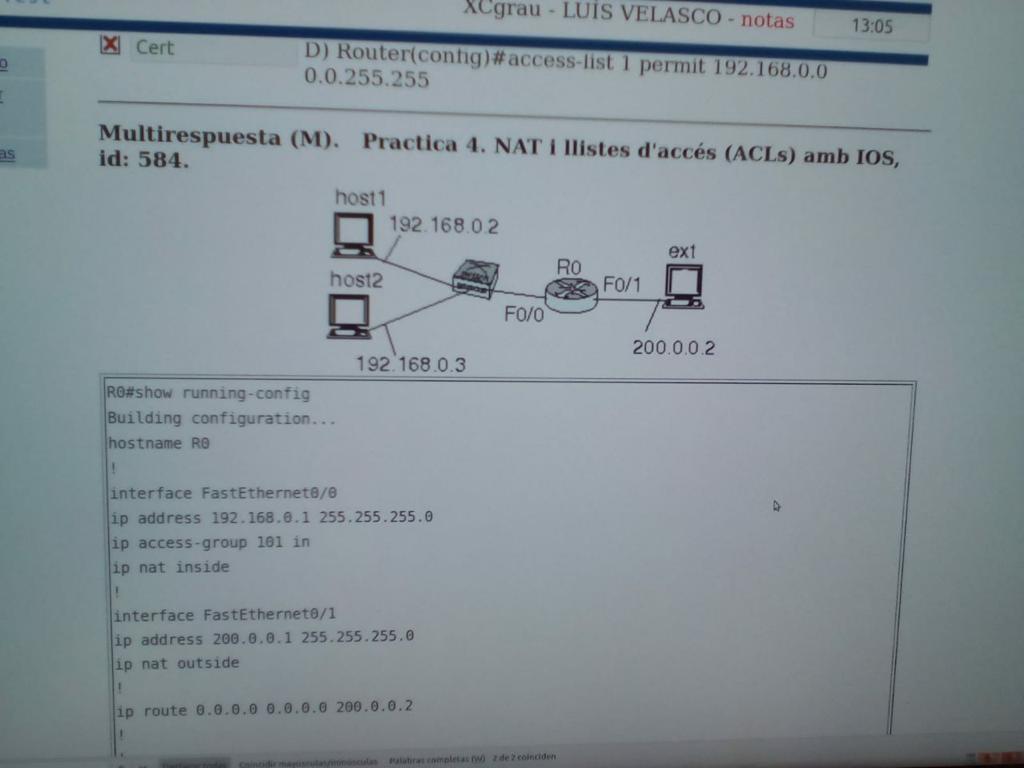 XCgrau - LUIS VELASCO - notas
13:05
Cert
D) Router(config)#access-list 1 permit 192.168.0.0
0.0.255.255
Multirespuesta (M). Practica 4. NAT i llistes d'accés (ACLs) amb IOS,
id: 584.
host1
192.168.0.2
host2
192.168.0.3
R0
F0/0
F0/1
ex1
200.0.0.2
R0#show running-config
Building configuration...
hostname R0
!
interface FastEthernet0/0
ip address 192.168.0.1 255.255.255.0
ip access-group 101 in
ip nat inside
!
interface FastEthernet0/1
ip address 200.0.0.1 255.255.255.0
ip nat outside
!
ip route 0.0.0.0 0.0.0.0 200.0.0.2
!
Coincidir mayúsculas/minúsculas Palabras completas (W) 2 de 2 coinciden